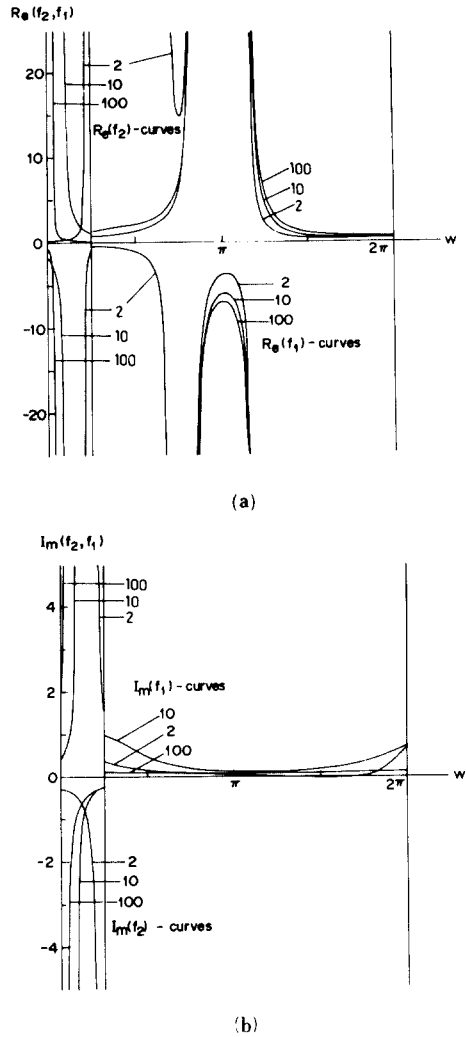 Re(f2,f1)
20
2
10
100
Re(f2)-curves
10
100
10
2
0
π
2π
w
2
2
10
10
100
-10
100
Re(f1)-curves
-20
(a)
Im(f2,f1)
100
4
10
2
Im(f1)-curves
2
10
2
100
0
π
2π
w
-2
2
10
100
Im(f2) - curves
-4
(b)